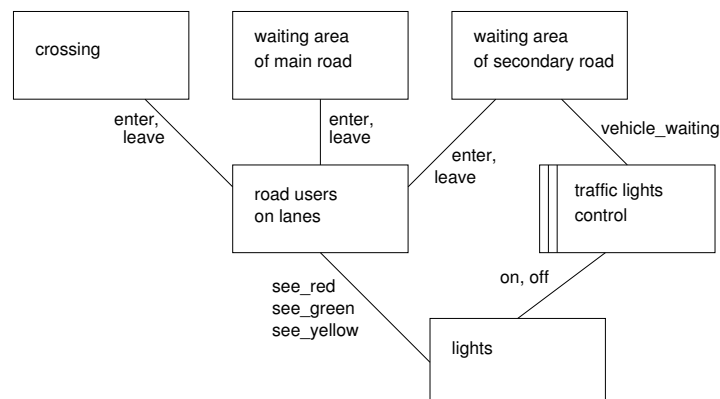 crossing
waiting area
of main road
waiting area
of secondary road
enter,
leave
enter,
leave
enter,
leave
vehicle_waiting
road users
on lanes
traffic lights
control
see_red
see_green
see_yellow
on, off
lights